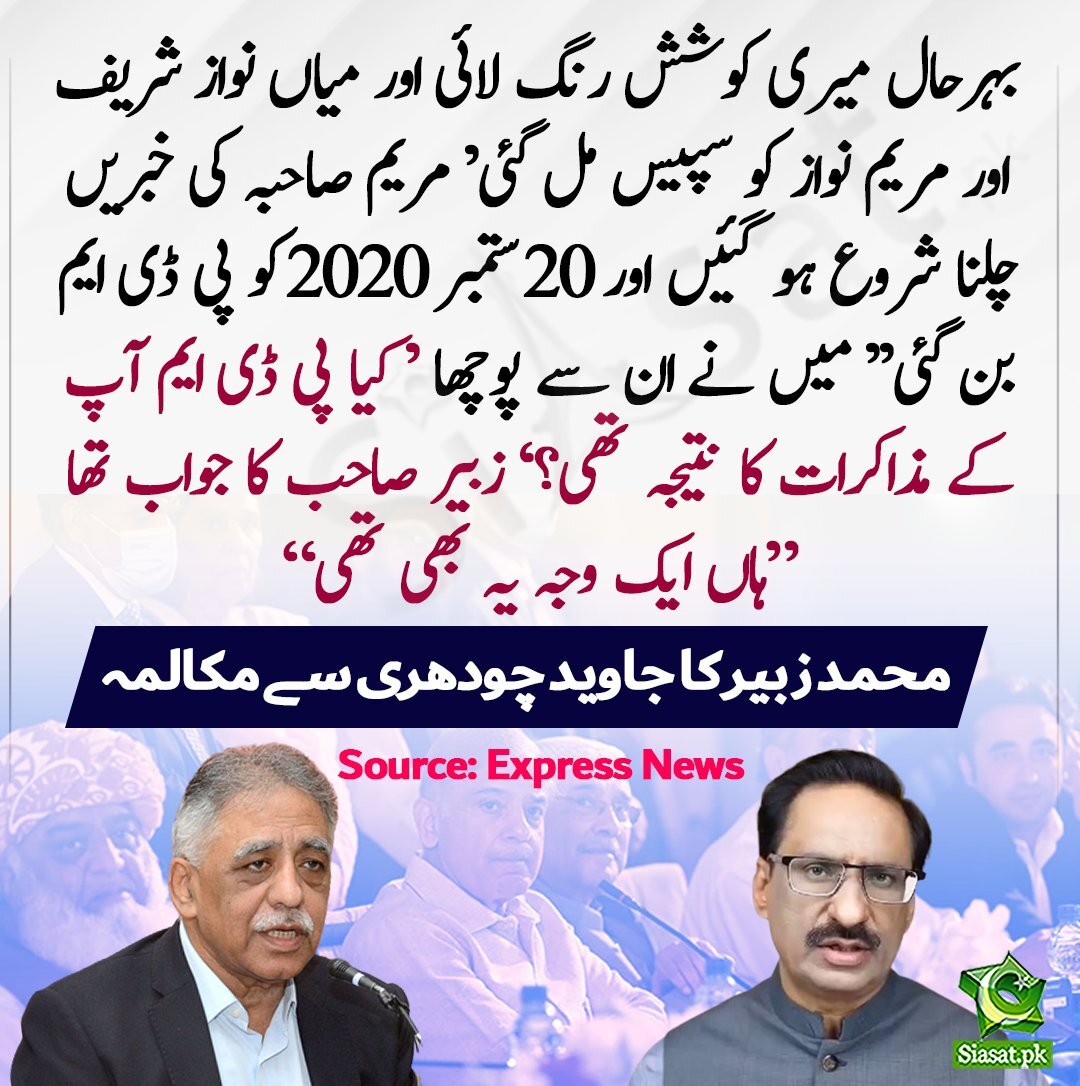 بہرحال میری کوشش رنگ لائی اور میاں نواز شریف
اور مریم نواز کو سپیس مل گئی’ مریم صاحبہ کی خبریں
چلنا شروع ہو گئیں اور 20 ستمبر 2020 کو پی ڈی ایم
بن گئی” میں نے ان سے پوچھا ’کیا پی ڈی ایم آپ
کے مذاکرات کا نتیجہ تھی؟‘ زبیر صاحب کا جواب تھا
”ہاں ایک وجہ یہ بھی تھی“
محمد زبیر کا جاوید چودھری سے مکالمہ
Source: Express News
Siasat.pk